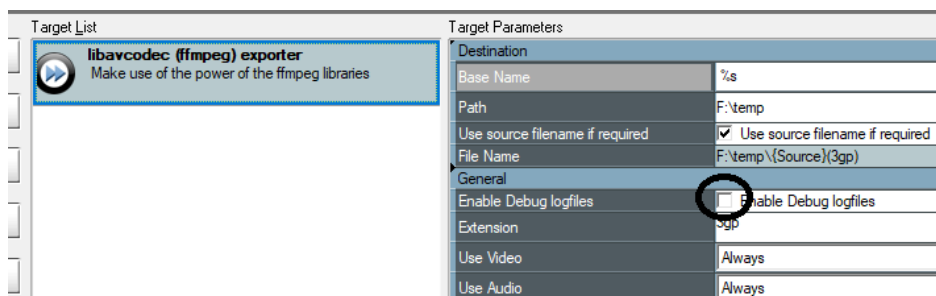 Target List
libavcodec (ffmpeg) exporter
Make use of the power of the ffmpeg libraries
Target Parameters
Destination
Base Name %s
Path F:\temp
Use source filename if required Use source filename if required
File Name F:\temp\{Source}(3gp)
General
Enable Debug logfiles Enable Debug logfiles
Extension 3gp
Use Video Always
Use Audio Always